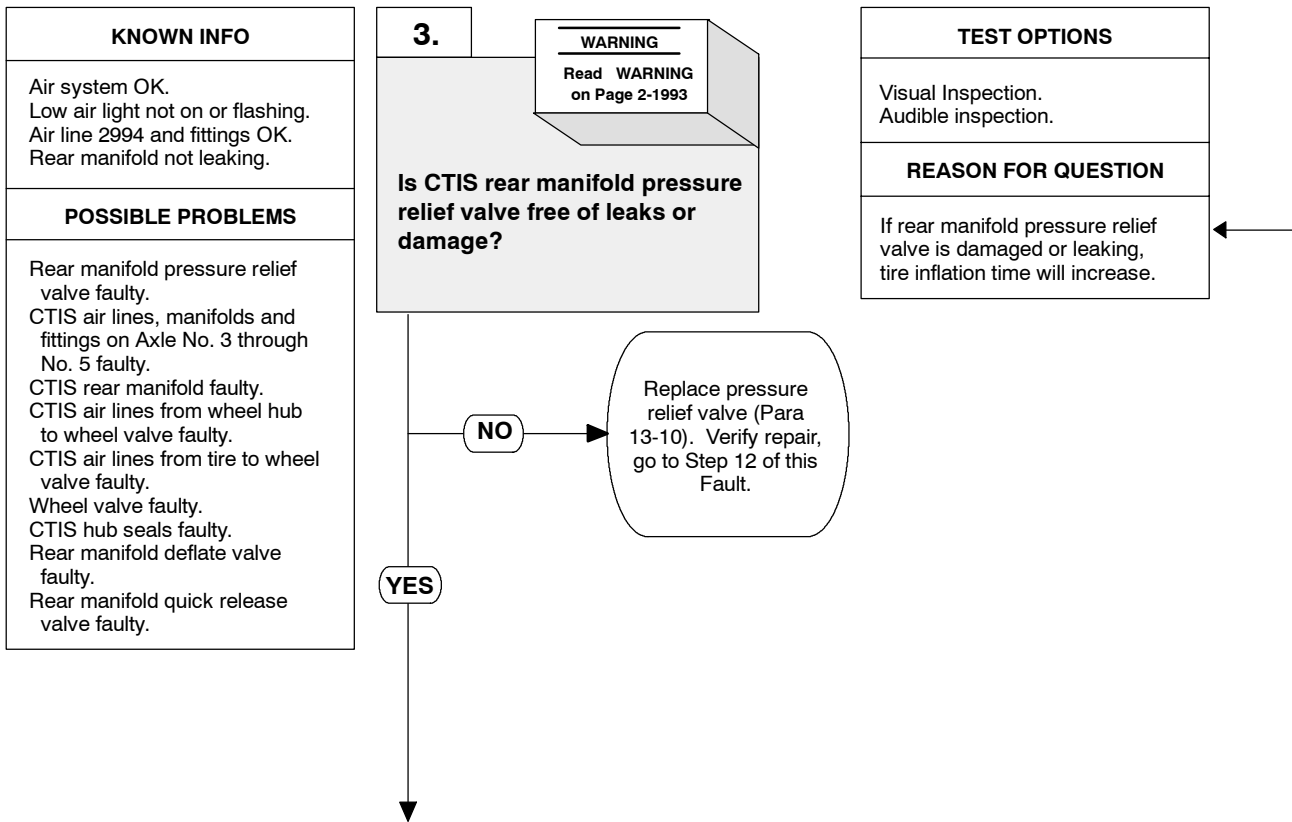 KNOWN INFO
Air system OK.
Low air light not on or flashing.
Air line 2994 and fittings OK.
Rear manifold not leaking.
POSSIBLE PROBLEMS
Rear manifold pressure relief
valve faulty.
CTIS air lines, manifolds and
fittings on Axle No. 3 through
No. 5 faulty.
CTIS rear manifold faulty.
CTIS air lines from wheel hub
to wheel valve faulty.
CTIS air lines from tire to wheel
valve faulty.
Wheel valve faulty.
CTIS hub seals faulty.
Rear manifold deflate valve
faulty.
Rear manifold quick release
valve faulty.
3.
WARNING
Read WARNING
on Page 2-1993
Is CTIS rear manifold pressure
relief valve free of leaks or
damage?
NO
Replace pressure
relief valve (Para
13-10). Verify repair,
go to Step 12 of this
Fault.
YES
TEST OPTIONS
Visual Inspection.
Audible inspection.
REASON FOR QUESTION
If rear manifold pressure relief
valve is damaged or leaking,
tire inflation time will increase.